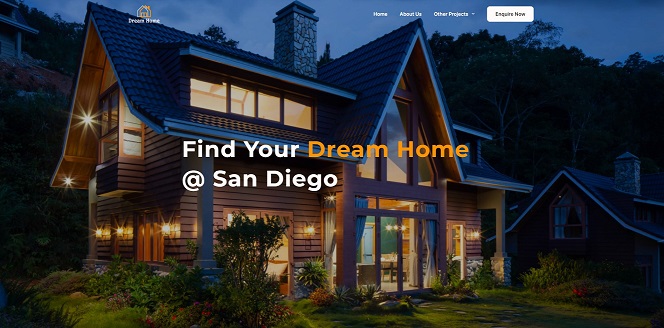 Dream Home
Home
About Us
Other Projects
Enquire Now
Find Your Dream Home
@ San Diego